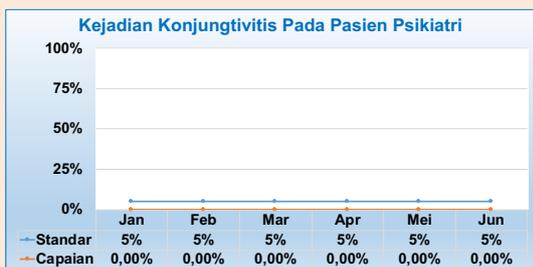 Kejadian Konjungtivitis Pada Pasien Psikiatri
100%
75%
50%
25%
0%
Jan Feb Mar Apr Mei Jun
Standar 5% 5% 5% 5% 5% 5%
Capaian 0,00% 0,00% 0,00% 0,00% 0,00% 0,00%